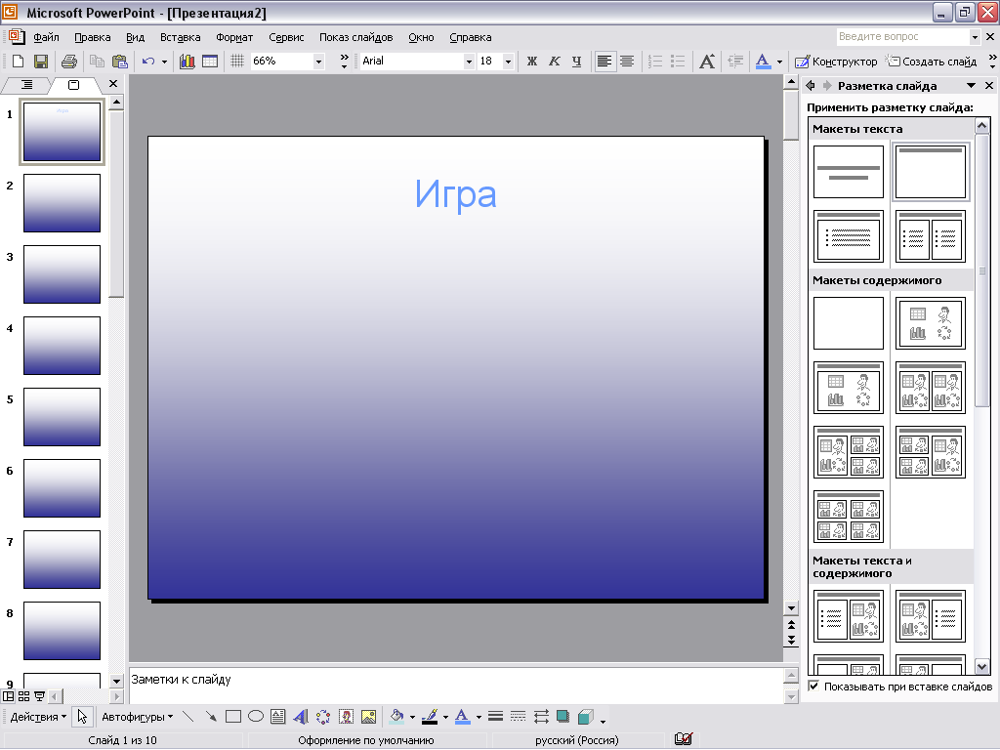 Microsoft PowerPoint - [Презентация2]
Файл Правка Вид Вставка Формат Сервис Показ слайдов Окно Справка Введите вопрос
66% Arial 18 Ж К Ч А А Конструктор Создать слайд
Разметка слайда
Применить разметку слайда:
Макеты текста
1 Игра
2
3
4
5
6
7
8
9
Игра
Макеты содержимого
Макеты текста и
содержимого
Заметки к слайду
Показывать при вставке слайдов
Действия Автофигуры А А
Слайд 1 из 10 Оформление по умолчанию русский (Россия)